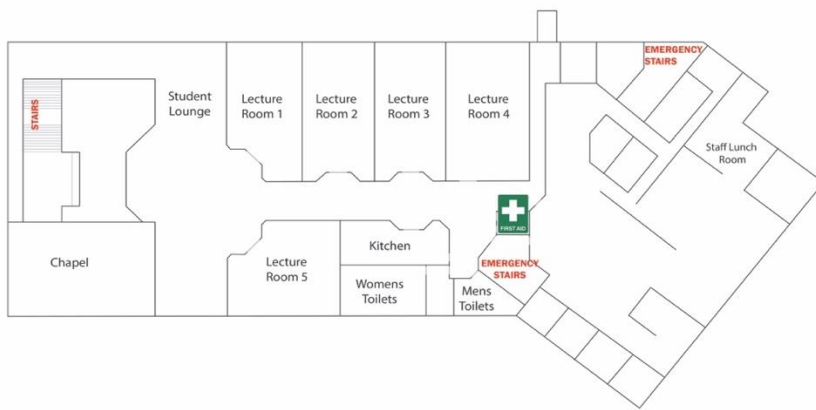 EMERGENCY
STAIRS
STAIRS
Student
Lounge
Lecture
Room 1
Lecture
Room 2
Lecture
Room 3
Lecture
Room 4
Staff Lunch
Room
FIRST AID
Chapel
Lecture
Room 5
Kitchen
EMERGENCY
STAIRS
Womens
Toilets
Mens
Toilets